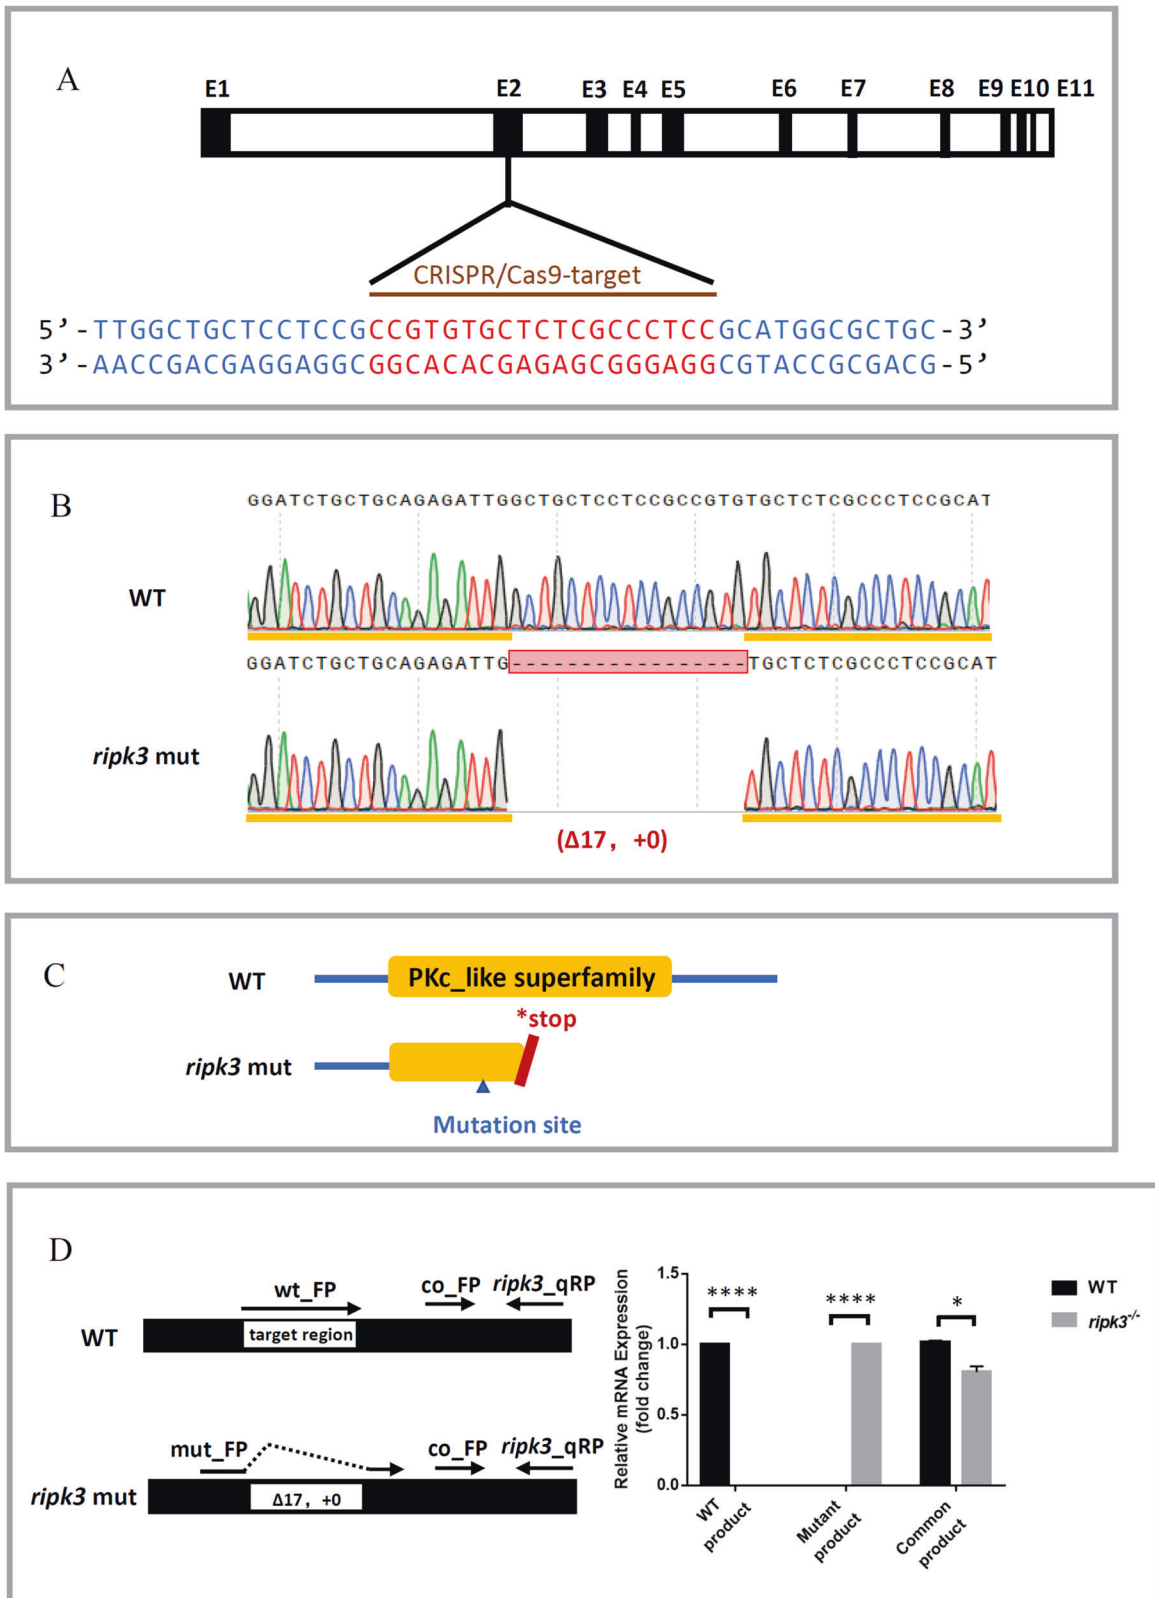 A
E1 E2 E3 E4 E5 E6 E7 E8 E9 E10 E11
CRISPR/Cas9-target
5’-TTGGCTGCTCCTCCGCCGTGTGCTCTCGCCCTCCGCATGGCGCTGC-3’
3’-AACCGACGAGGAGGCGGCACACGAGAGCGGGAGGCGTACCGCGACG-5’
B
GGATCTGCTGCAGAGATTGGCTGCTCCTCCGCCGTGTGCTCTCGCCCTCCGCAT
WT
GGATCTGCTGCAGAGATTG-----------------TGCTCTCGCCCTCCGCAT
ripk3 mut
(Δ17, +0)
C
WT
PKc_like superfamily
*stop
ripk3 mut
Mutation site
D
wt_FP co_FP ripk3_qRP
WT
target region
mut_FP co_FP ripk3_qRP
ripk3 mut
Δ17, +0
Relative mRNA Expression
(fold change)
1.5
1.0
0.5
0.0
**** **** *
WT
ripk3-/-
WT
product
Mutant
product
Common
product